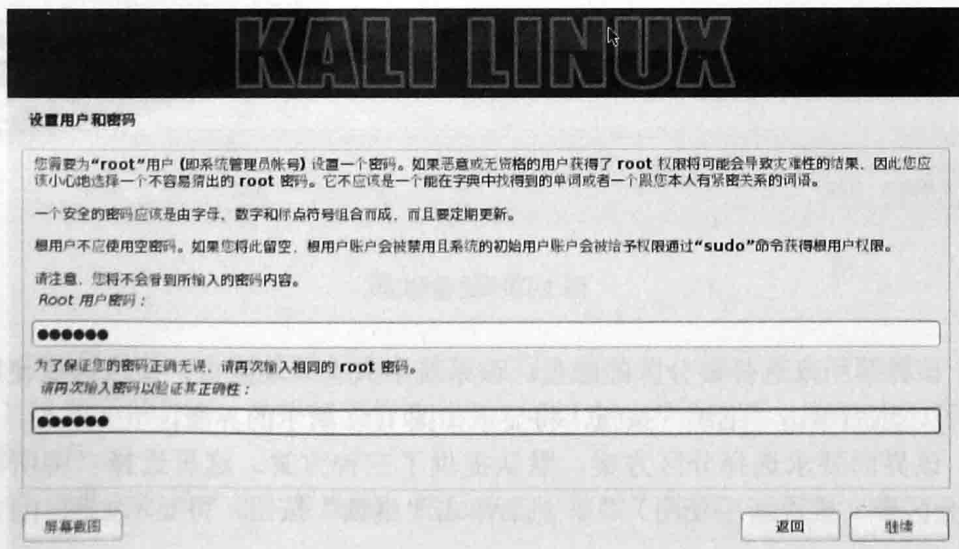 KALI LINUX
设置用户和密码
您需要为“root”用户 (即系统管理员帐号) 设置一个密码。如果恶意或无资格的用户获得了 root 权限将可能会导致灾难性的结果，因此您应
该小心地选择一个不容易猜出的 root 密码。它不应该是一个能在字典中找得到的单词或者一个跟您本人有紧密关系的词语。
一个安全的密码应该是由字母、数字和标点符号组合而成，而且要定期更新。
根用户不应使用空密码。如果您将此留空，根用户账户会被禁用且系统的初始用户账户会被给予权限通过“sudo”命令获得根用户权限。
请注意，您将不会看到所输入的密码内容。
Root 用户密码：
●●●●●●
为了保证您的密码正确无误，请再次输入相同的 root 密码。
请再次输入密码以验证其正确性：
●●●●●●
屏幕截图
返回
继续